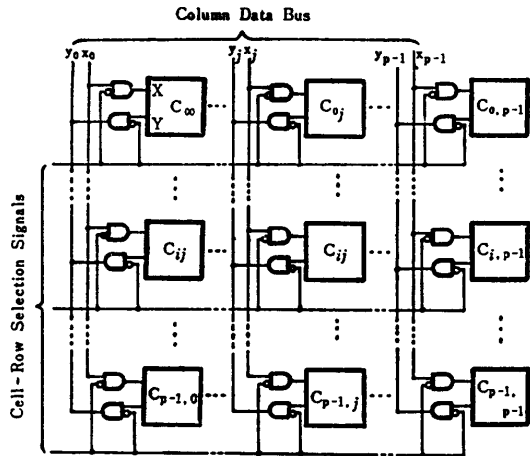 Column Data Bus
y₀ x₀ yⱼ xⱼ yₚ₋₁ xₚ₋₁
X Y C∞ C₀ⱼ C₀,ₚ₋₁
Cell-Row Selection Signals
Cᵢⱼ Cᵢⱼ Cᵢ,ₚ₋₁
Cₚ₋₁,₀ Cₚ₋₁,ⱼ Cₚ₋₁,ₚ₋₁